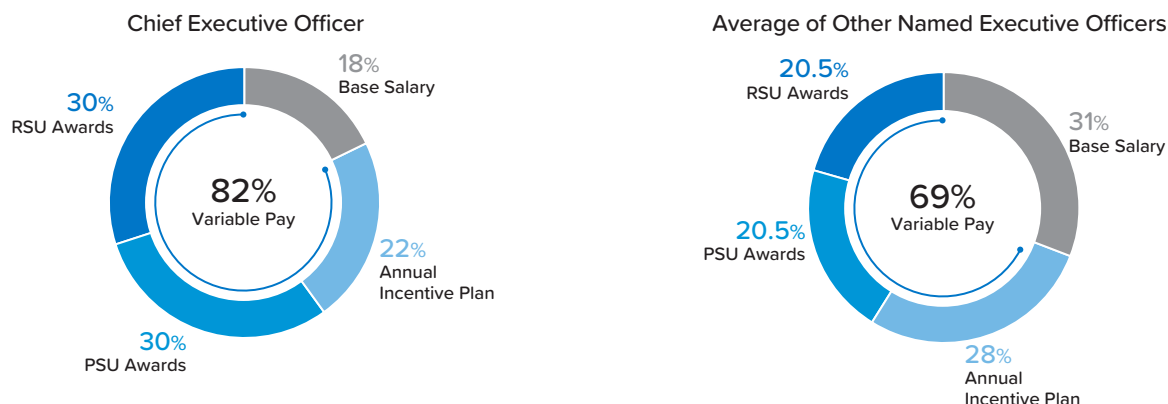 Chief Executive Officer
18%
Base Salary
30%
RSU Awards
82%
Variable Pay
22%
Annual
Incentive Plan
30%
PSU Awards
Average of Other Named Executive Officers
20.5%
RSU Awards
31%
Base Salary
69%
Variable Pay
20.5%
PSU Awards
28%
Annual
Incentive Plan